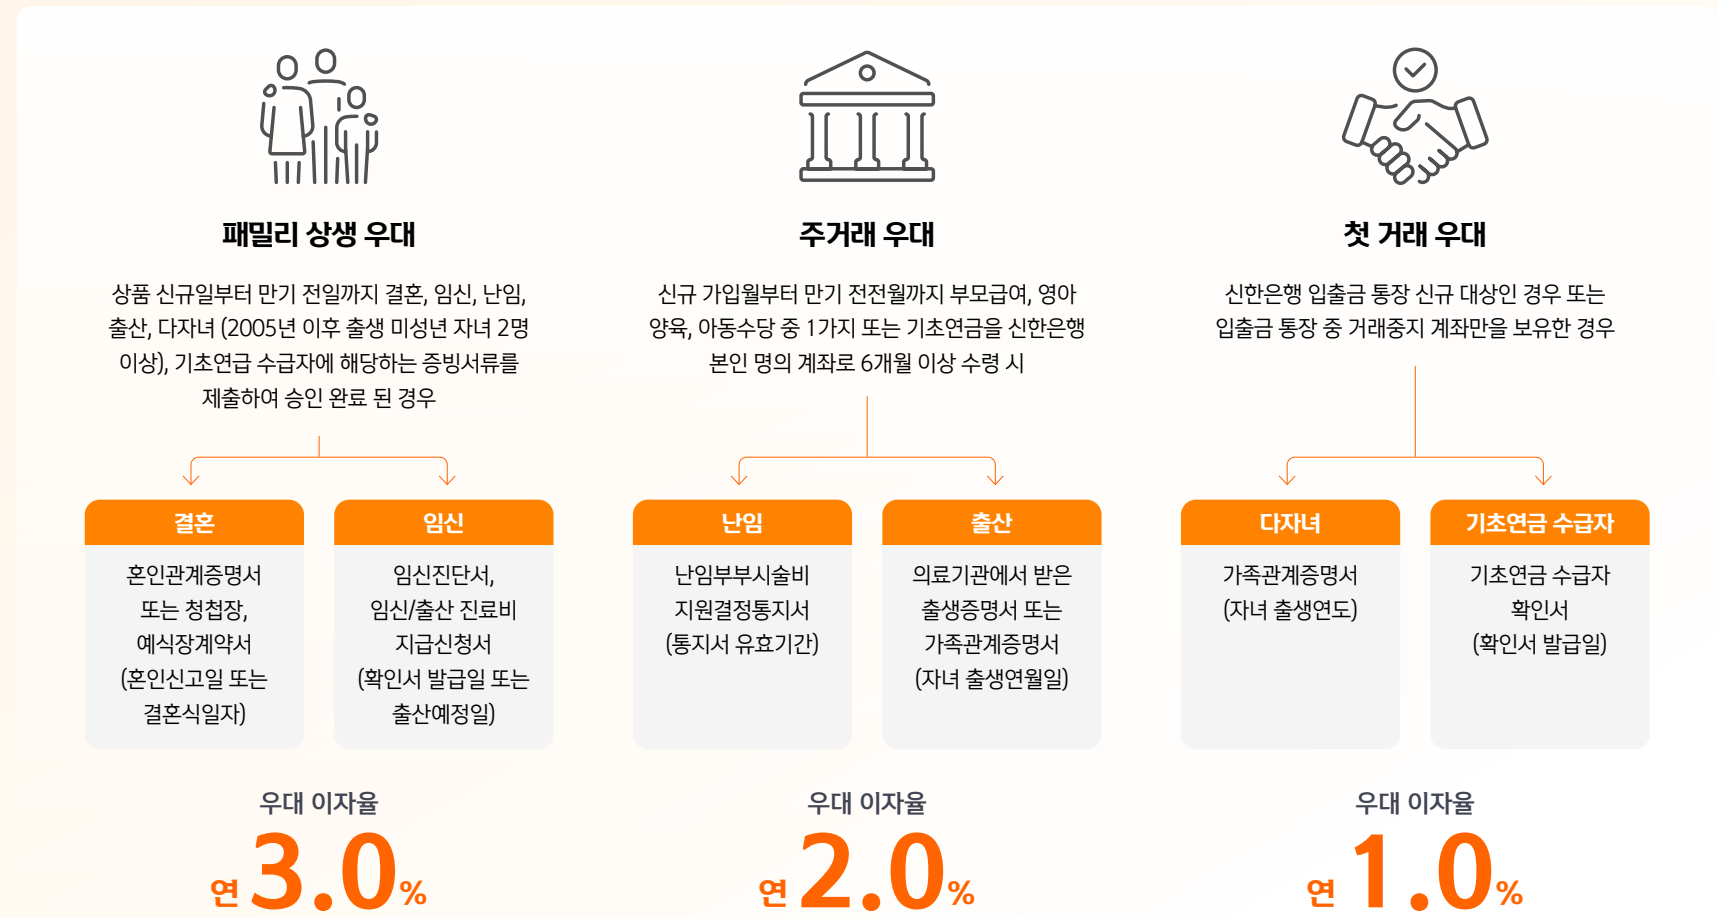 패밀리 상생 우대
상품 신규일부터 만기 전일까지 결혼, 임신, 난임,
출산, 다자녀 (2005년 이후 출생 미성년 자녀 2명
이상), 기초연급 수급자에 해당하는 증빙서류를
제출하여 승인 완료 된 경우
결혼
혼인관계증명서
또는 청첩장,
예식장계약서
(혼인신고일 또는
결혼식일자)
임신
임신진단서,
임신/출산 진료비
지급신청서
(확인서 발급일 또는
출산예정일)
우대 이자율
연 3.0%
주거래 우대
신규 가입월부터 만기 전전월까지 부모급여, 영아
양육, 아동수당 중 1가지 또는 기초연금을 신한은행
본인 명의 계좌로 6개월 이상 수령 시
난임
난임부부시술비
지원결정통지서
(통지서 유효기간)
출산
의료기관에서 받은
출생증명서 또는
가족관계증명서
(자녀 출생연월일)
우대 이자율
연 2.0%
첫 거래 우대
신한은행 입출금 통장 신규 대상인 경우 또는
입출금 통장 중 거래중지 계좌만을 보유한 경우
다자녀
가족관계증명서
(자녀 출생연도)
기초연금 수급자
기초연금 수급자
확인서
(확인서 발급일)
우대 이자율
연 1.0%